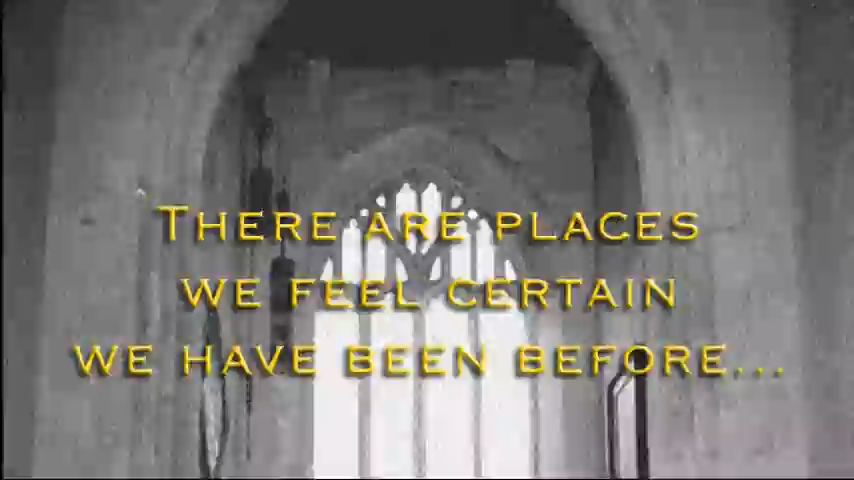 There are places
we feel certain
we have been before...